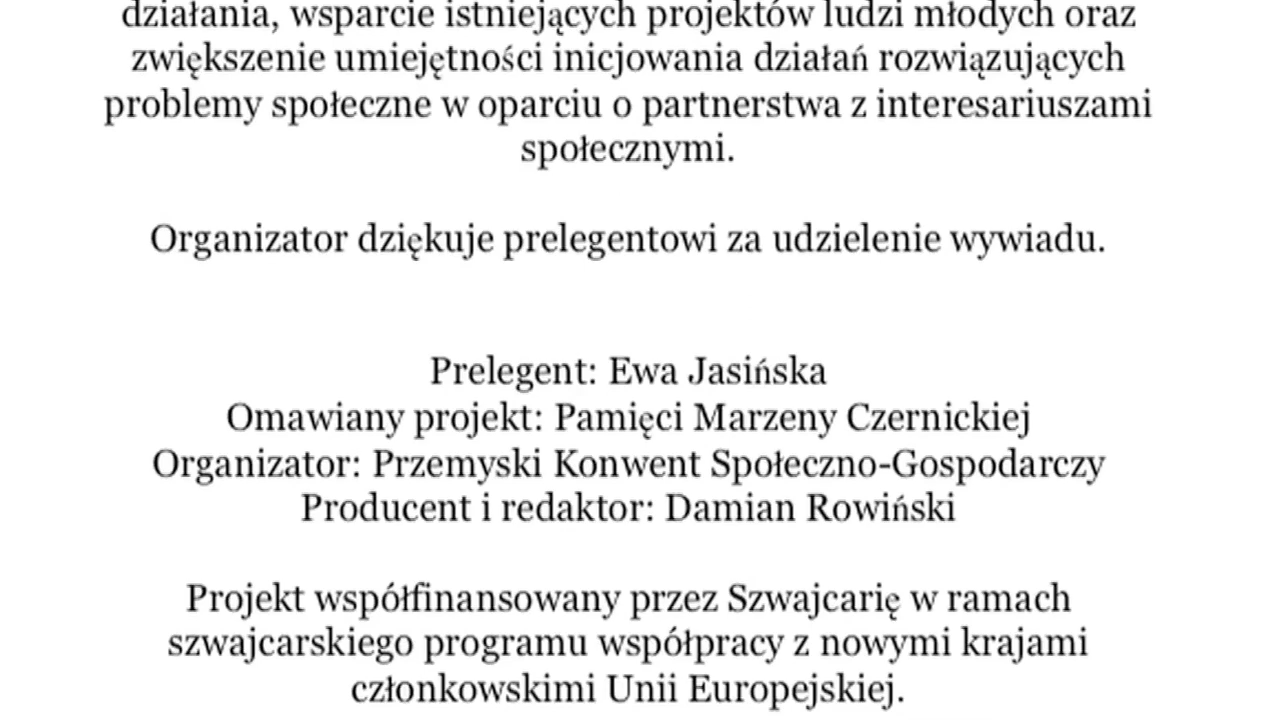 działania, wsparcie istniejących projektów ludzi młodych oraz
zwiększenie umiejętności inicjowania działań rozwiązujących
problemy społeczne w oparciu o partnerstwa z interesariuszami
społecznymi.
Organizator dziękuje prelegentowi za udzielenie wywiadu.
Prelegent: Ewa Jasińska
Omawiany projekt: Pamięci Marzeny Czernickiej
Organizator: Przemyski Konwent Społeczno-Gospodarczy
Producent i redaktor: Damian Rowiński
Projekt współfinansowany przez Szwajcarię w ramach
szwajcarskiego programu współpracy z nowymi krajami
członkowskimi Unii Europejskiej.